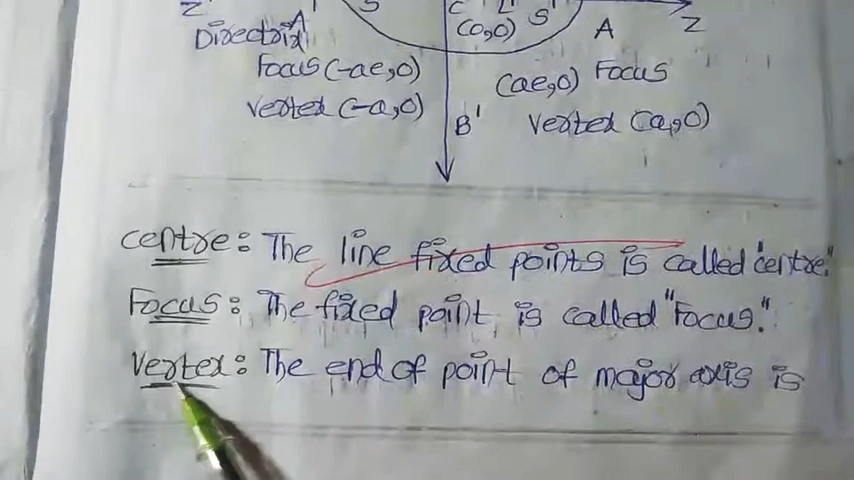 Z' A' S C L' S' A Z
Directrix (0,0)
Focus (-ae,0) (ae,0) Focus
Vertex (-a,0) B' Vertex (a,0)
Centre: The line fixed points is called "centre."
Focus: The fixed point is called "Focus."
Vertex: The end of point of major axis is